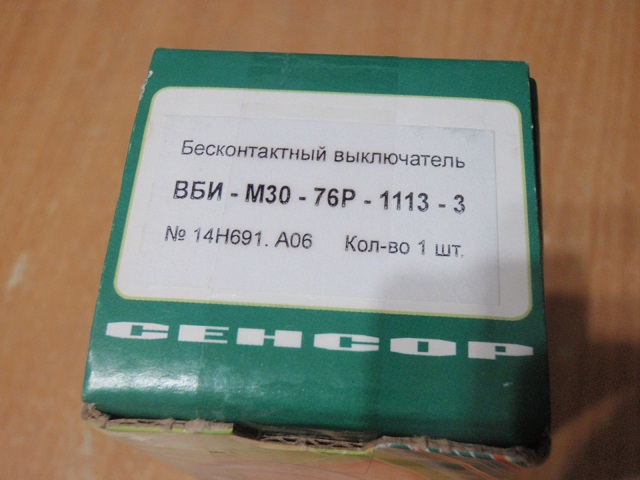 Бесконтактный выключатель
ВБИ - М30 - 76Р - 1113 - 3
№ 14Н691. А06 Кол-во 1 шт.
СЕНСОР